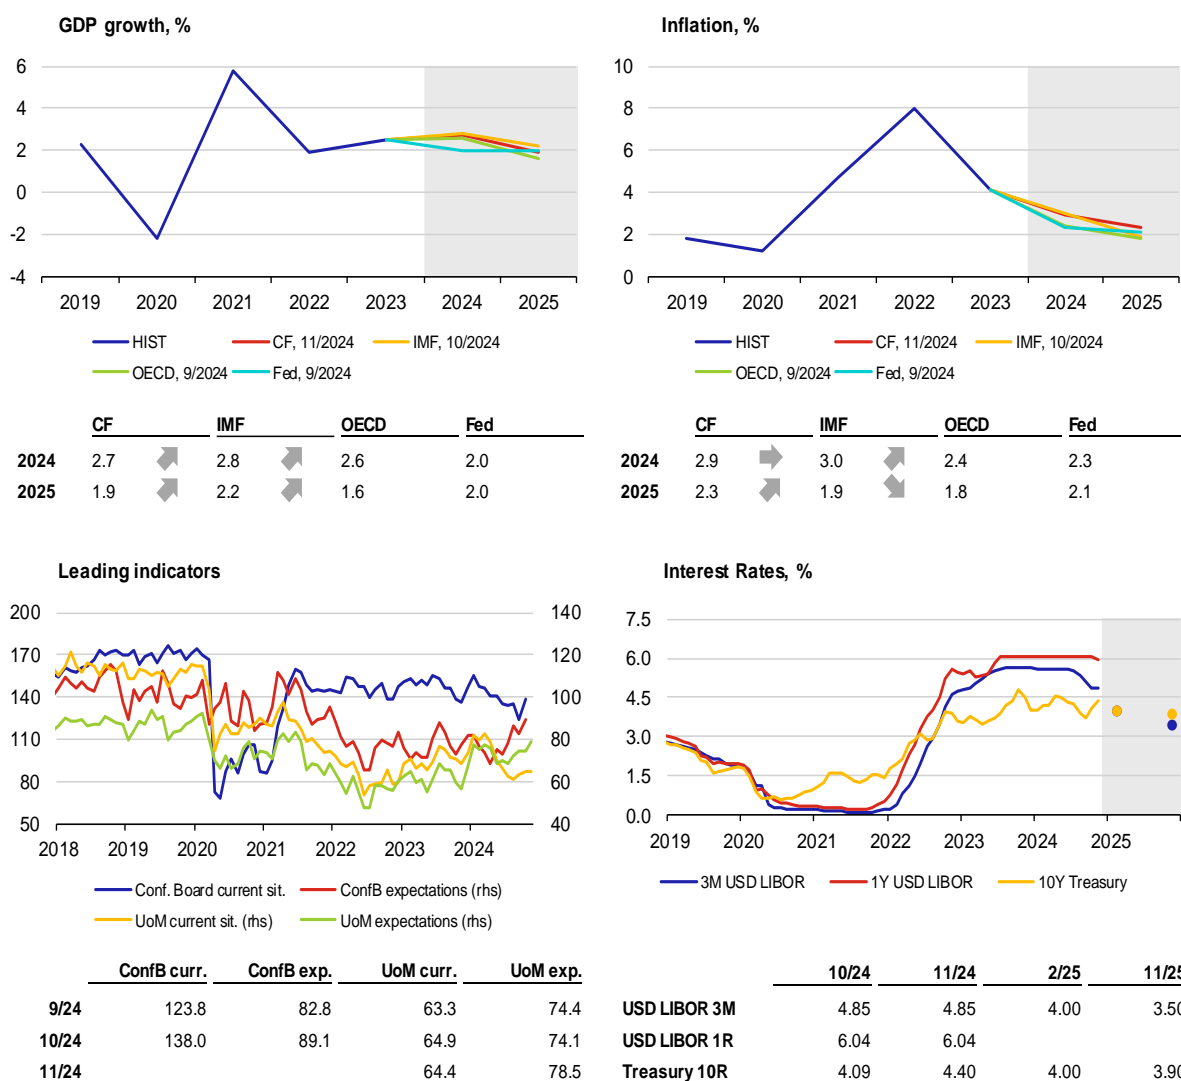 GDP growth, %
6
4
2
0
-2
-4
2019 2020 2021 2022 2023 2024 2025
HIST CF, 11/2024 IMF, 10/2024
OECD, 9/2024 Fed, 9/2024
CF IMF OECD Fed
2024 2.7 2.8 2.6 2.0
2025 1.9 2.2 1.6 2.0
Inflation, %
10
8
6
4
2
0
2019 2020 2021 2022 2023 2024 2025
HIST CF, 11/2024 IMF, 10/2024
OECD, 9/2024 Fed, 9/2024
CF IMF OECD Fed
2024 2.9 3.0 2.4 2.3
2025 2.3 1.9 1.8 2.1
Leading indicators
200 140
170 120
140 100
110 80
80 60
50 40
2018 2019 2020 2021 2022 2023 2024
Conf. Board current sit. ConfB expectations (rhs)
UoM current sit. (rhs) UoM expectations (rhs)
ConfB curr. ConfB exp. UoM curr. UoM exp.
9/24 123.8 82.8 63.3 74.4
10/24 138.0 89.1 64.9 74.1
11/24 64.4 78.5
Interest Rates, %
7.5
6.0
4.5
3.0
1.5
0.0
2019 2020 2021 2022 2023 2024 2025
3M USD LIBOR 1Y USD LIBOR 10Y Treasury
10/24 11/24 2/25 11/25
USD LIBOR 3M 4.85 4.85 4.00 3.50
USD LIBOR 1R 6.04 6.04
Treasury 10R 4.09 4.40 4.00 3.90